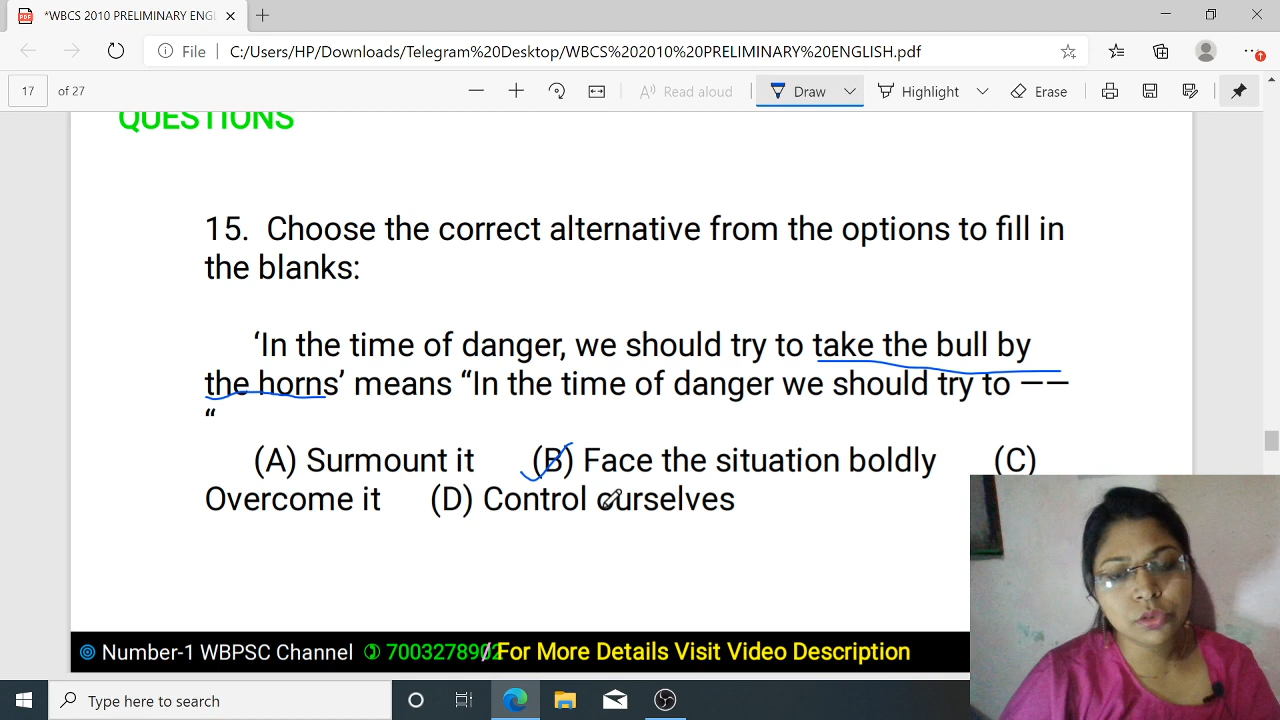 *WBCS 2010 PRELIMINARY ENG
File C:/Users/HP/Downloads/Telegram%20Desktop/WBCS%202010%20PRELIMINARY%20ENGLISH.pdf
17 of 27 Read aloud Draw Highlight Erase
QUESTIONS
15. Choose the correct alternative from the options to fill in
the blanks:
‘In the time of danger, we should try to take the bull by
the horns’ means “In the time of danger we should try to ——
“
(A) Surmount it (B) Face the situation boldly (C)
Overcome it (D) Control ourselves
Number-1 WBPSC Channel 7003278902 / For More Details Visit Video Description
Type here to search